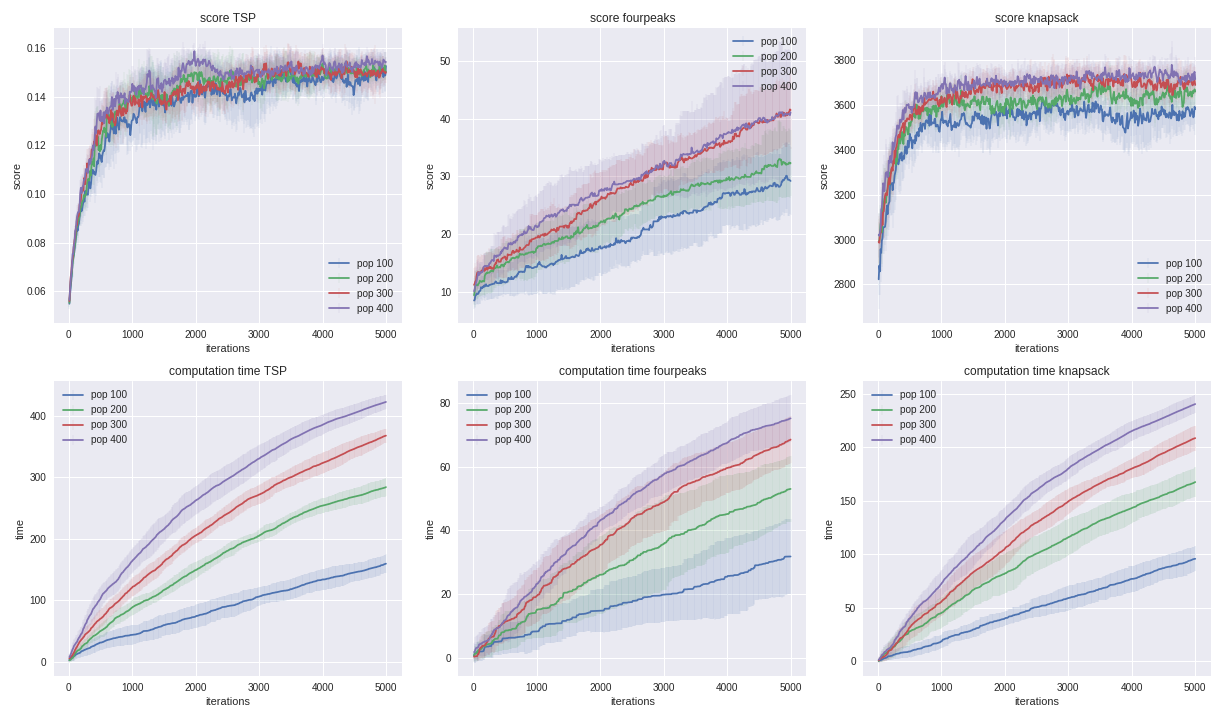 score TSP
0.16
0.14
0.12
0.10
0.08
0.06
score
pop 100
pop 200
pop 300
pop 400
0
1000
2000
3000
4000
5000
iterations
score fourpeaks
50
40
30
20
10
score
pop 100
pop 200
pop 300
pop 400
0
1000
2000
3000
4000
5000
iterations
score knapsack
3800
3600
3400
3200
3000
2800
score
pop 100
pop 200
pop 300
pop 400
0
1000
2000
3000
4000
5000
iterations
computation time TSP
400
300
200
100
0
time
pop 100
pop 200
pop 300
pop 400
0
1000
2000
3000
4000
5000
iterations
computation time fourpeaks
80
60
40
20
0
time
pop 100
pop 200
pop 300
pop 400
0
1000
2000
3000
4000
5000
iterations
computation time knapsack
250
200
150
100
50
0
time
pop 100
pop 200
pop 300
pop 400
0
1000
2000
3000
4000
5000
iterations